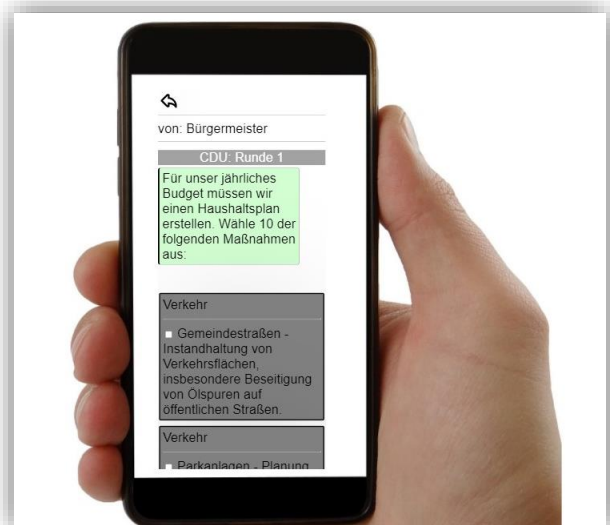 von: Bürgermeister
CDU: Runde 1
Für unser jährliches
Budget müssen wir
einen Haushaltsplan
erstellen. Wähle 10 der
folgenden Maßnahmen
aus:
Verkehr
Gemeindestraßen -
Instandhaltung von
Verkehrsflächen,
insbesondere Beseitigung
von Ölspuren auf
öffentlichen Straßen.
Verkehr
Parkanlagen - Planung